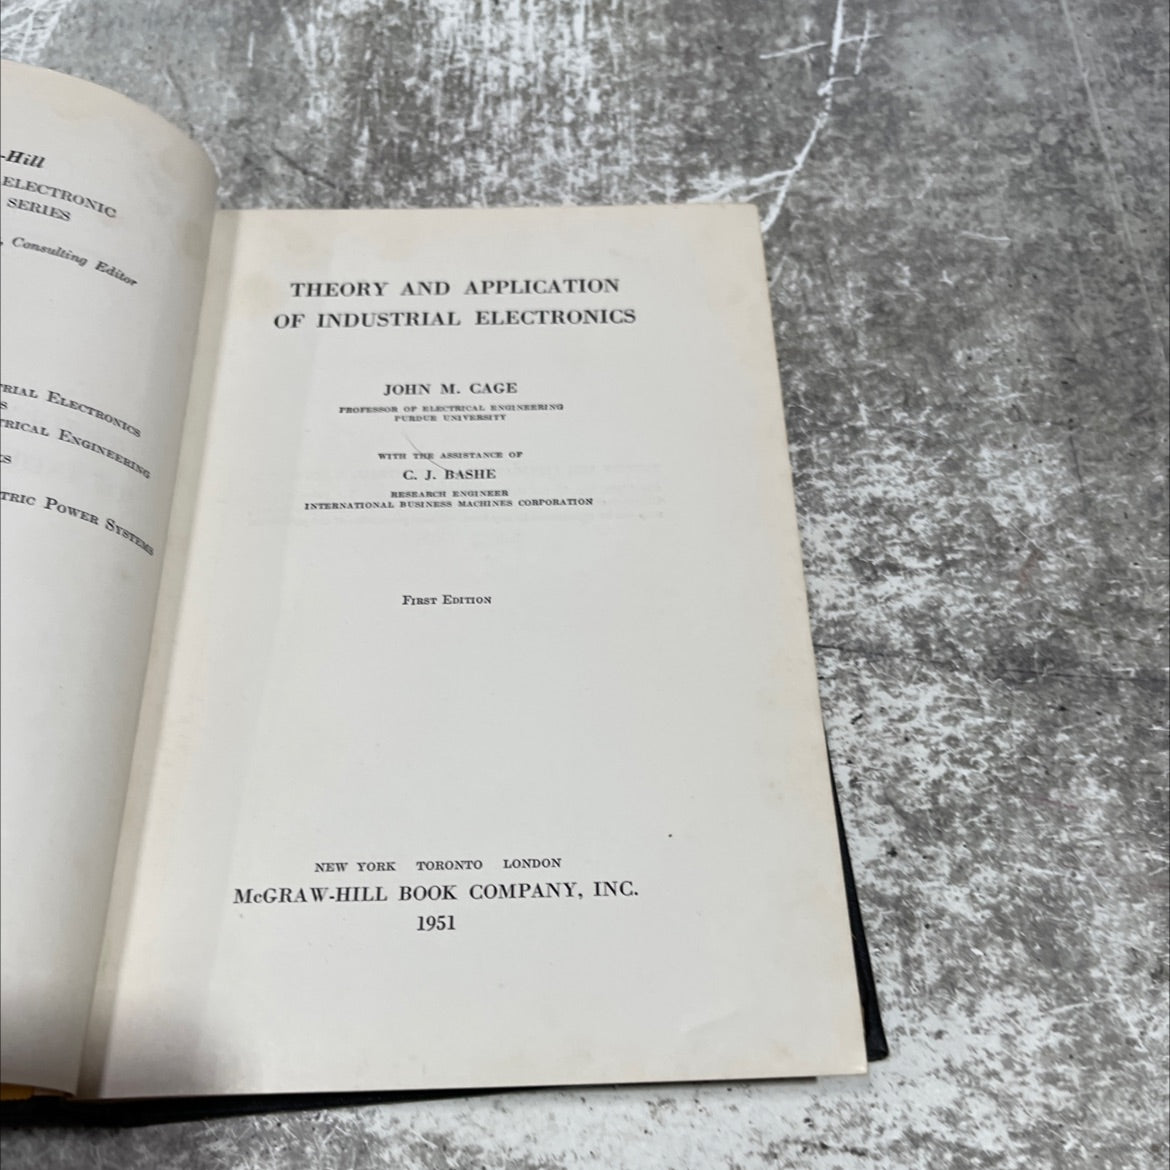 -Hill
ELECTRONIC
SERIES
, Consulting Editor
RIAL ELECTRONICS
S
TRICAL ENGINEERING
CS
TRIC POWER SYSTEMS
THEORY AND APPLICATION
OF INDUSTRIAL ELECTRONICS
JOHN M. CAGE
PROFESSOR OF ELECTRICAL ENGINEERING
PURDUE UNIVERSITY
WITH THE ASSISTANCE OF
C. J. BASHE
RESEARCH ENGINEER
INTERNATIONAL BUSINESS MACHINES CORPORATION
FIRST EDITION
NEW YORK TORONTO LONDON
McGRAW-HILL BOOK COMPANY, INC.
1951